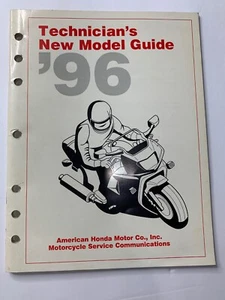 Technician's
New Model Guide
'96
American Honda Motor Co., Inc.
Motorcycle Service Communications